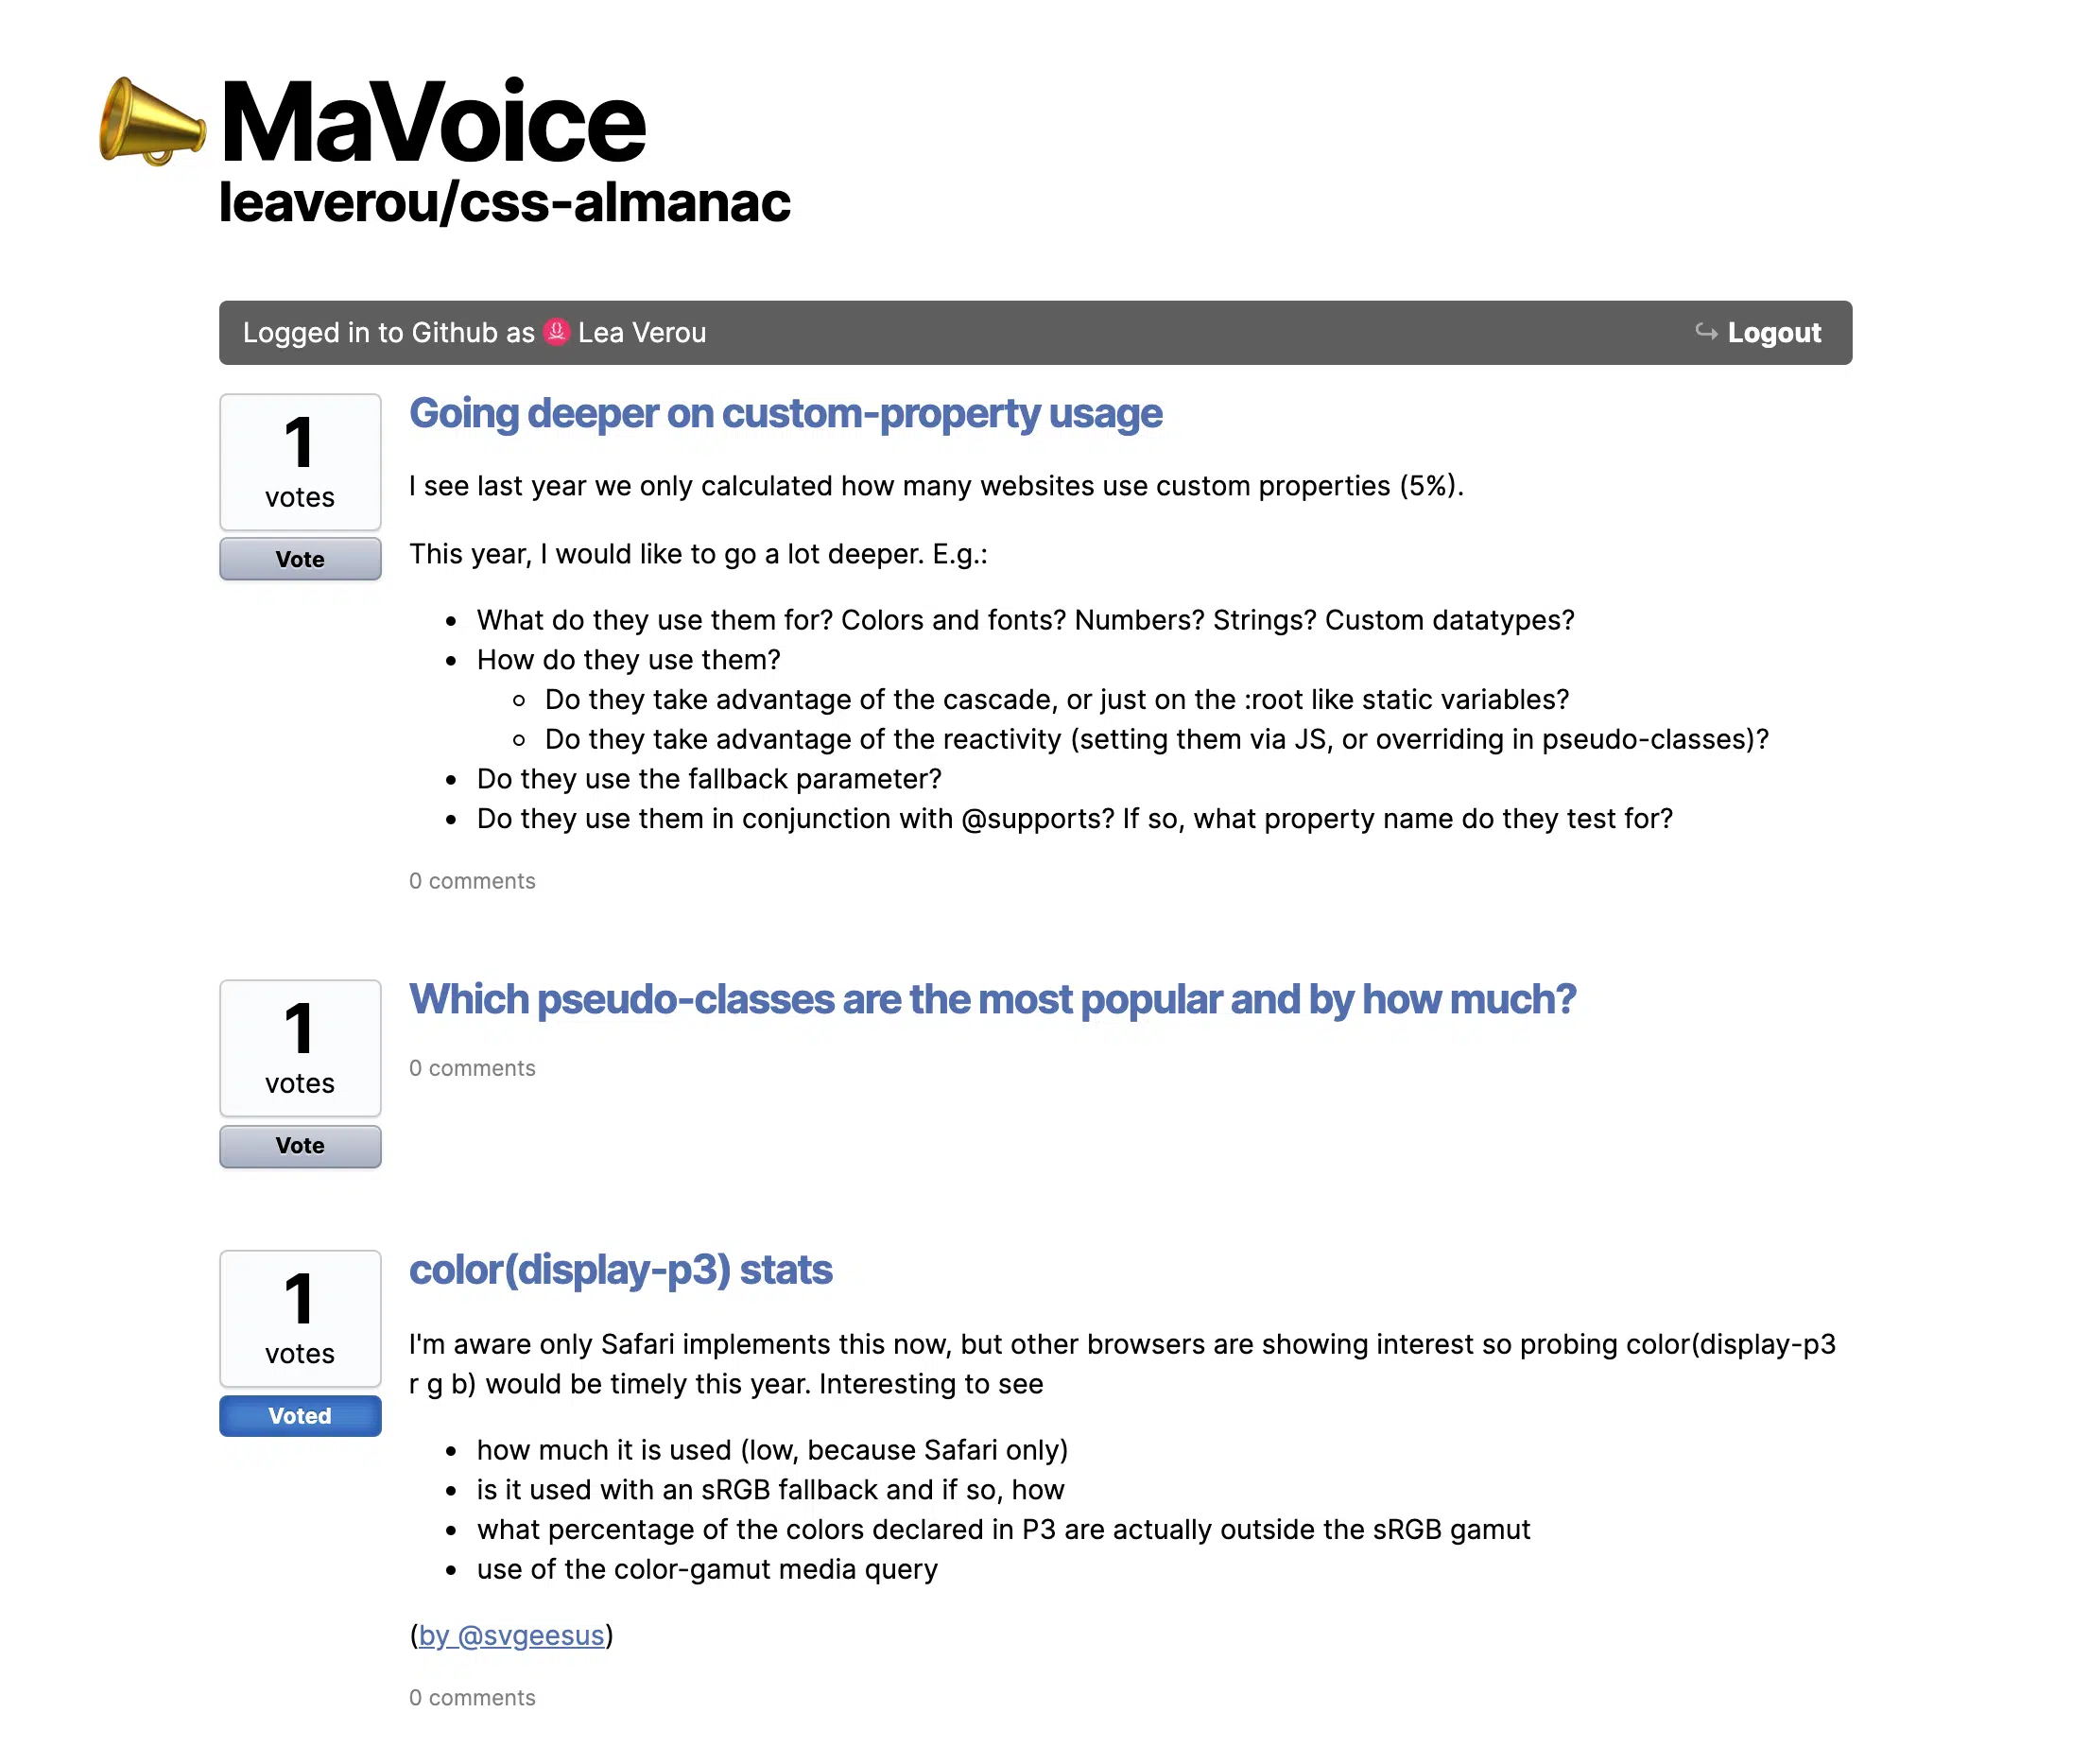 MaVoice
leaverou/css-almanac
Logged in to Github as Lea Verou
Logout
1
votes
Vote
Going deeper on custom-property usage
I see last year we only calculated how many websites use custom properties (5%).
This year, I would like to go a lot deeper. E.g.:
What do they use them for? Colors and fonts? Numbers? Strings? Custom datatypes?
How do they use them?
Do they take advantage of the cascade, or just on the :root like static variables?
Do they take advantage of the reactivity (setting them via JS, or overriding in pseudo-classes)?
Do they use the fallback parameter?
Do they use them in conjunction with @supports? If so, what property name do they test for?
0 comments
1
votes
Vote
Which pseudo-classes are the most popular and by how much?
0 comments
1
votes
Voted
color(display-p3) stats
I'm aware only Safari implements this now, but other browsers are showing interest so probing color(display-p3
r g b) would be timely this year. Interesting to see
how much it is used (low, because Safari only)
is it used with an sRGB fallback and if so, how
what percentage of the colors declared in P3 are actually outside the sRGB gamut
use of the color-gamut media query
(by @svgeesus)
0 comments